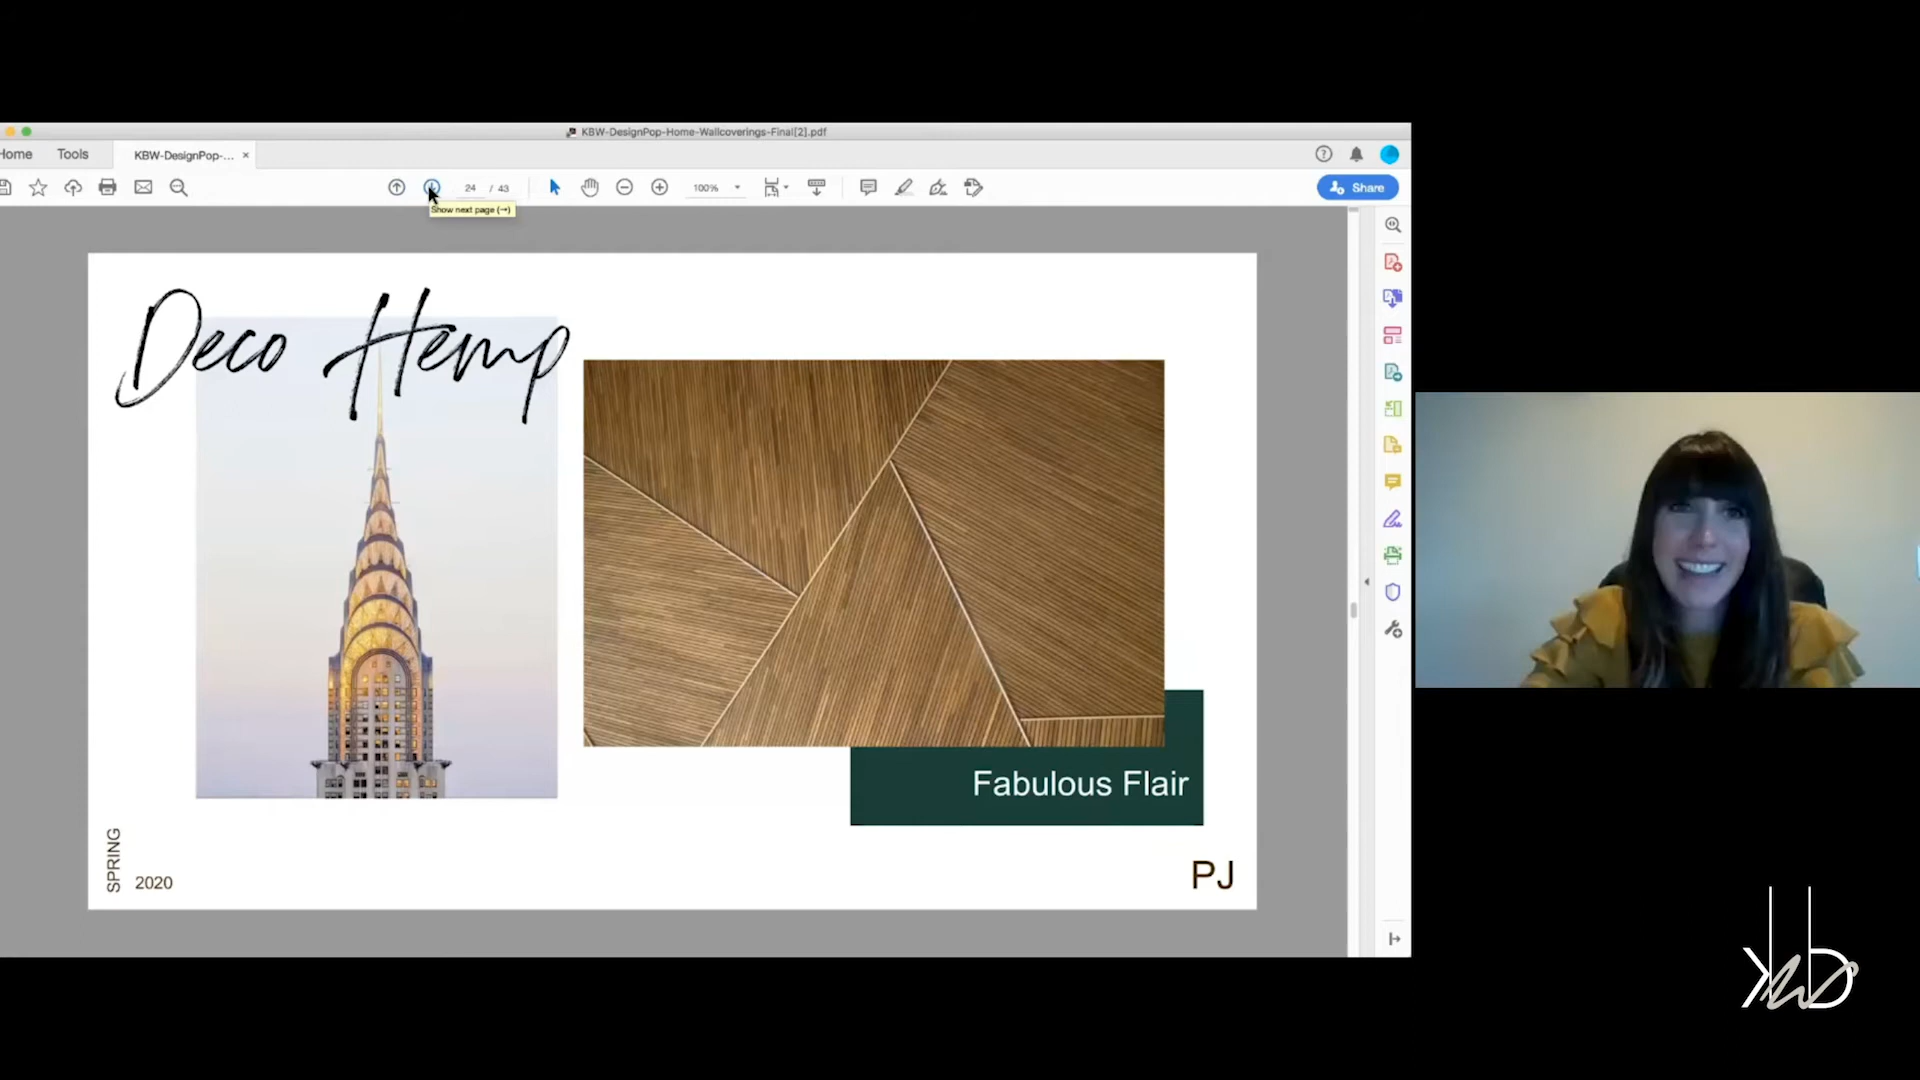 KBW-DesignPop-Home-Wallcoverings-Final[2].pdf
Home
Tools
KBW-DesignPop-...
24 / 43
100%
Share
Show next page (→)
Deco Hemp
Fabulous Flair
SPRING
2020
PJ
kbw